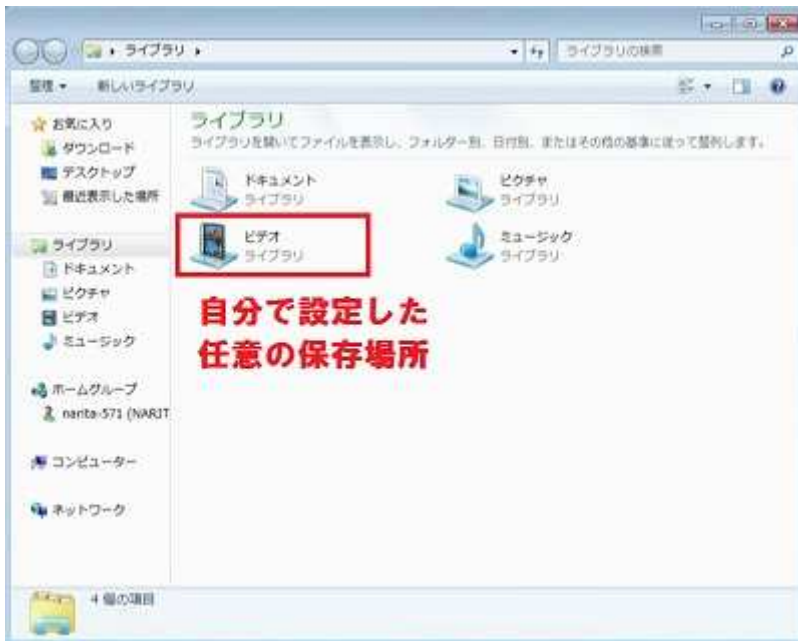 ライブラリ
ライブラリの検索
整理
新しいライブラリ
お気に入り
ダウンロード
デスクトップ
最近表示した場所
ライブラリ
ドキュメント
ピクチャ
ビデオ
ミュージック
ホームグループ
narita-571 (NARIT
コンピューター
ネットワーク
ライブラリ
ライブラリを開いてファイルを表示し、フォルダー別、日付別、またはその他の基準に従って整列します。
ドキュメント
ライブラリ
ピクチャ
ライブラリ
ビデオ
ライブラリ
ミュージック
ライブラリ
自分で設定した
任意の保存場所
4 個の項目